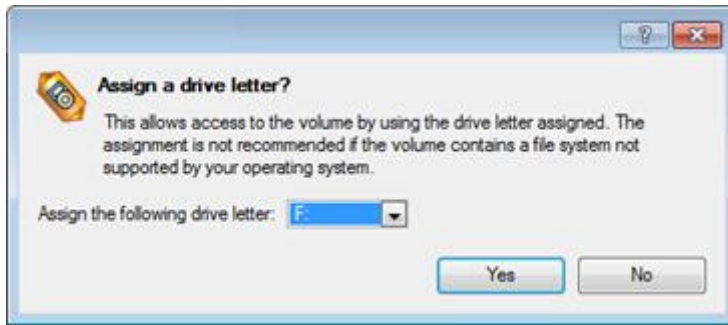 Assign a drive letter?
This allows access to the volume by using the drive letter assigned. The
assignment is not recommended if the volume contains a file system not
supported by your operating system.
Assign the following drive letter: F:
Yes No